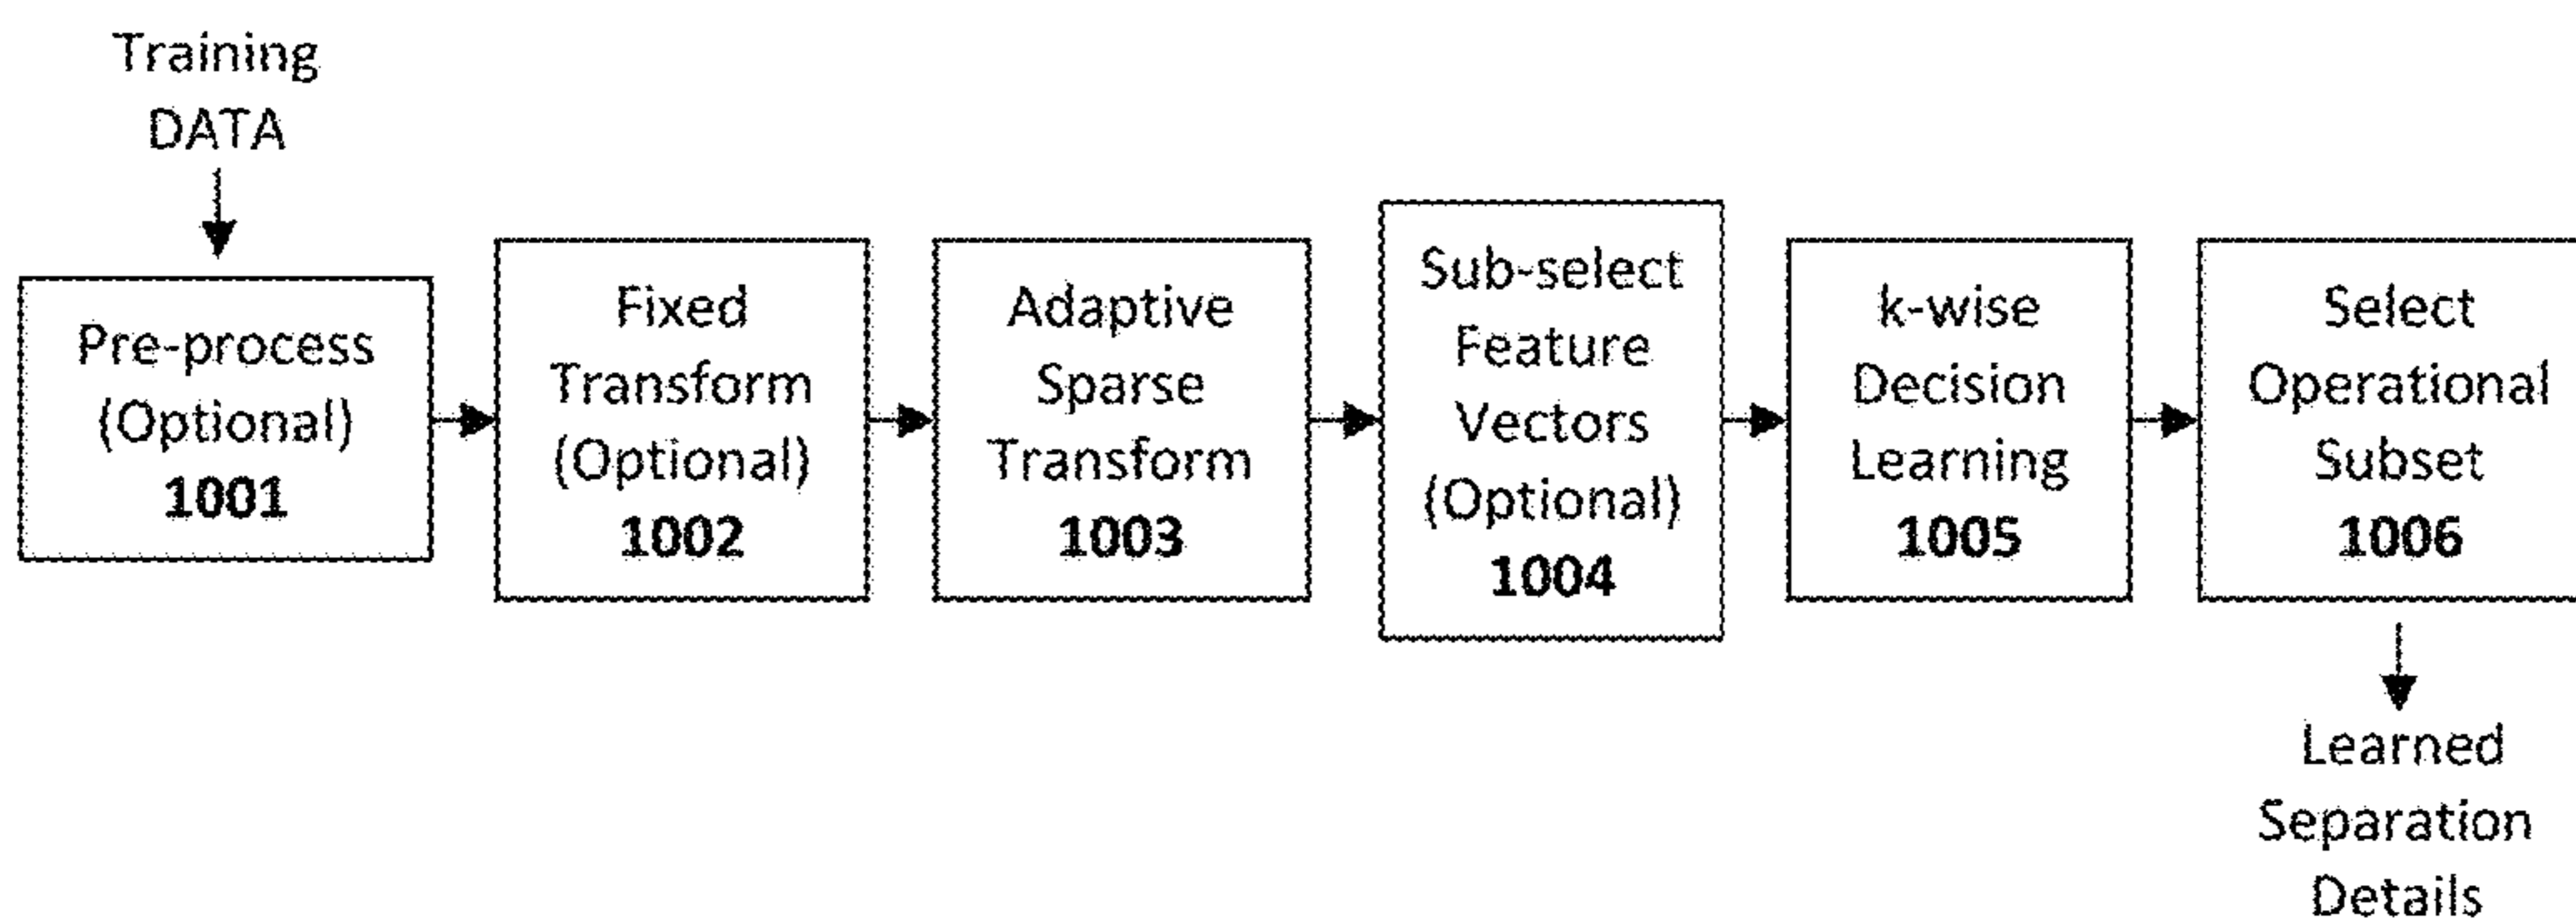 Training
DATA
Pre-process
(Optional)
1001
Fixed
Transform
(Optional)
1002
Adaptive
Sparse
Transform
1003
Sub-select
Feature
Vectors
(Optional)
1004
k-wise
Decision
Learning
1005
Select
Operational
Subset
1006
Learned
Separation
Details